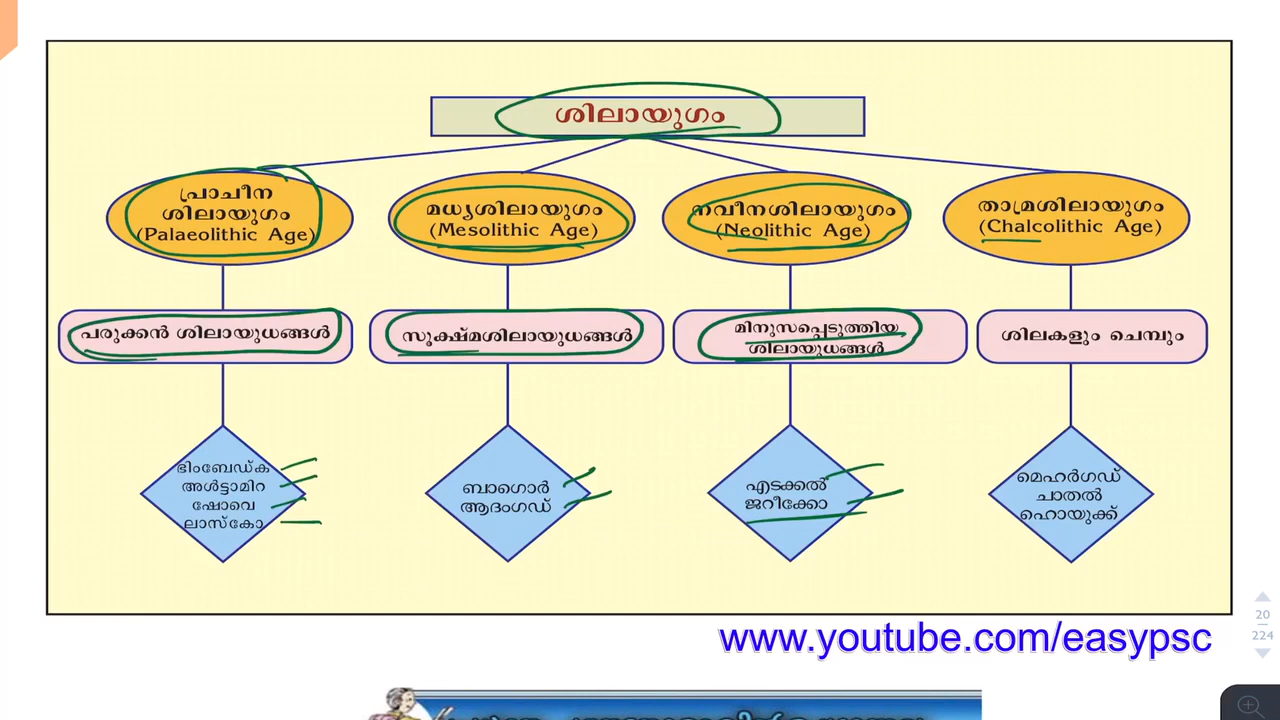 ശിലായുഗം
പ്രാചീന
ശിലായുഗം
(Palaeolithic Age)
മധ്യശിലായുഗം
(Mesolithic Age)
നവീനശിലായുഗം
(Neolithic Age)
താമ്രശിലായുഗം
(Chalcolithic Age)
പരുക്കൻ ശിലായുധങ്ങൾ
സൂക്ഷ്മശിലായുധങ്ങൾ
മിനുസപ്പെടുത്തിയ
ശിലായുധങ്ങൾ
ശിലകളും ചെമ്പും
ഭിംബേഡ്ക
അൾട്ടാമിറ
ഷോവെ
ലാസ്കോ
ബാഗൊർ
ആദംഗഡ്
എടക്കൽ
ജറീക്കോ
മെഹർഗഡ്
ചാതൽ
ഹൊയുക്ക്
www.youtube.com/easypsc
20
224